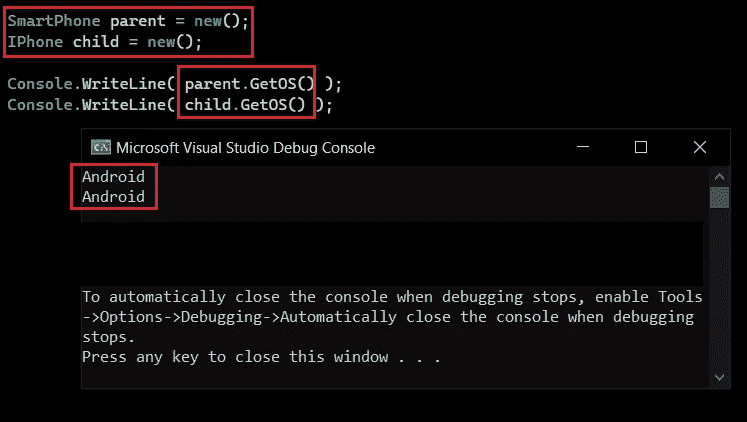 SmartPhone parent = new();
IPhone child = new();
Console.WriteLine( parent.GetOS() );
Console.WriteLine( child.GetOS() );
Microsoft Visual Studio Debug Console
Android
Android
To automatically close the console when debugging stops, enable Tools
->Options->Debugging->Automatically close the console when debugging
stops.
Press any key to close this window . . .